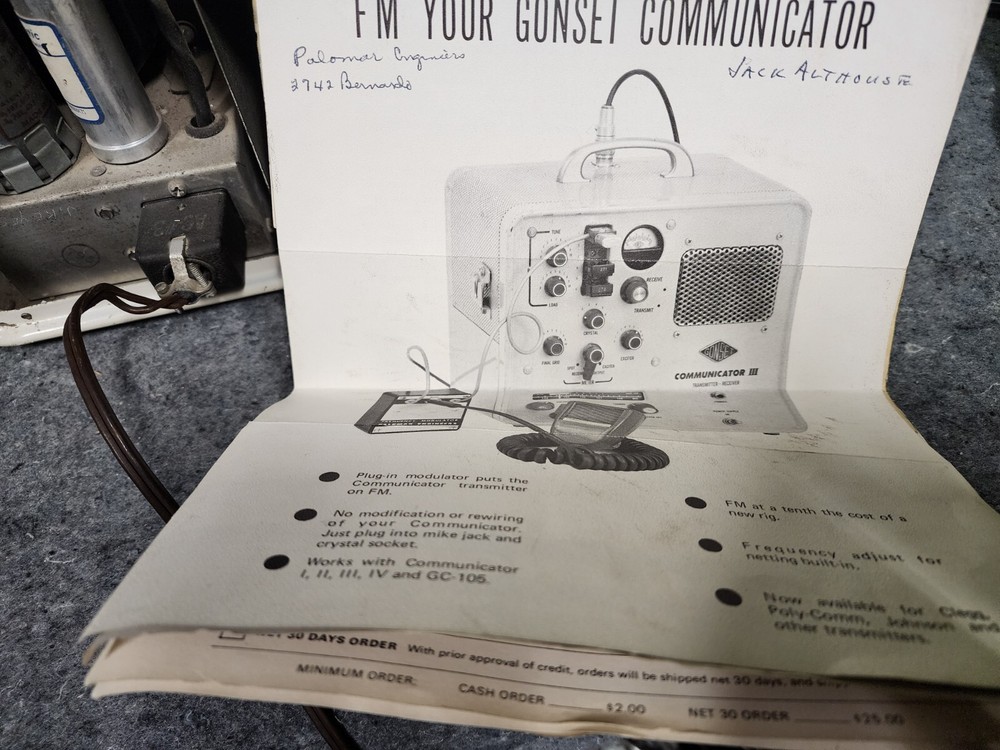 FM YOUR GONSET COMMUNICATOR
Palomar Engineers
3742 Bernardo
JACK ALTHOUSE
TONE
LOAD
RECEIVE
TRANSMIT
CRYSTAL
FINAL GRID
EXCITER
METER
GONSET
COMMUNICATOR III
TRANSMITTER - RECEIVER
Plug-in modulator puts the
Communicator transmitter
on FM.
No modification or rewiring
of your Communicator.
Just plug into mike jack and
crystal socket.
Works with Communicator
I, II, III, IV and GC-105.
FM at a tenth the cost of a
new rig.
Frequency adjust for
netting built-in.
Now available for Clegg,
Poly-Comm, Johnson and
other transmitters.
30 DAYS ORDER With prior approval of credit, orders will be shipped net 30 days, and
MINIMUM ORDER: CASH ORDER $2.00 NET 30 ORDER $25.00